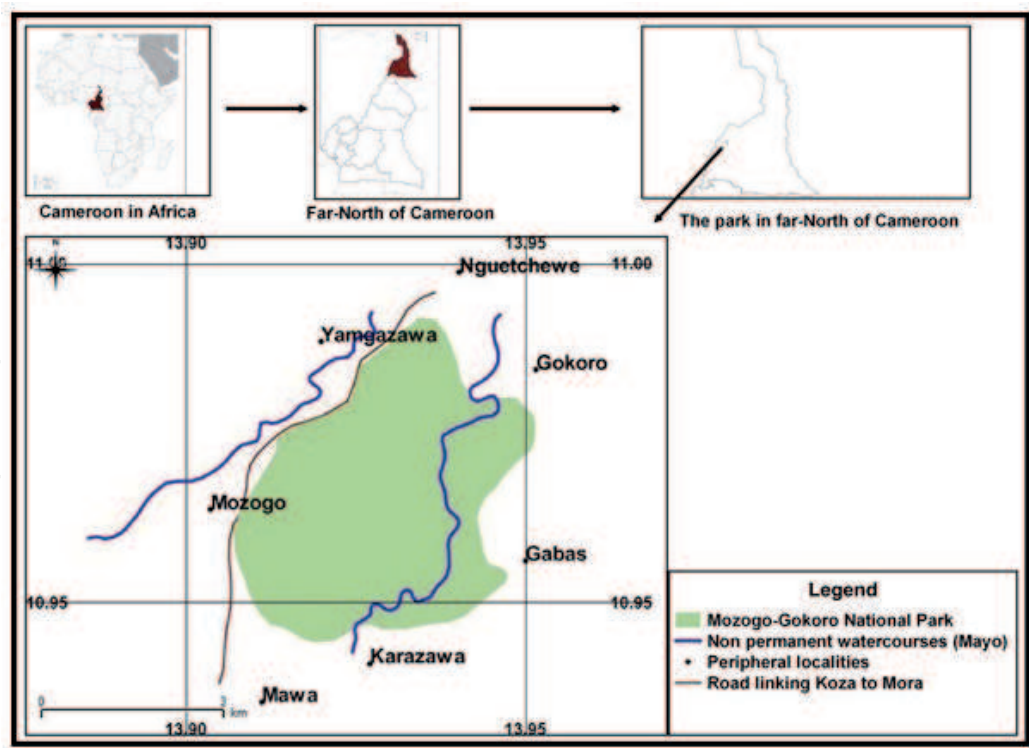 Cameroon in Africa
Far-North of Cameroon
The park in far-North of Cameroon
N
13.90
13.95
11.00
11.00
Nguetchewe
Yamgazawa
Gokoro
Mozogo
Gabas
10.95
10.95
Karazawa
Mawa
0
km
13.90
13.95
Legend
Mozogo-Gokoro National Park
Non permanent watercourses (Mayo)
Peripheral localities
Road linking Koza to Mora